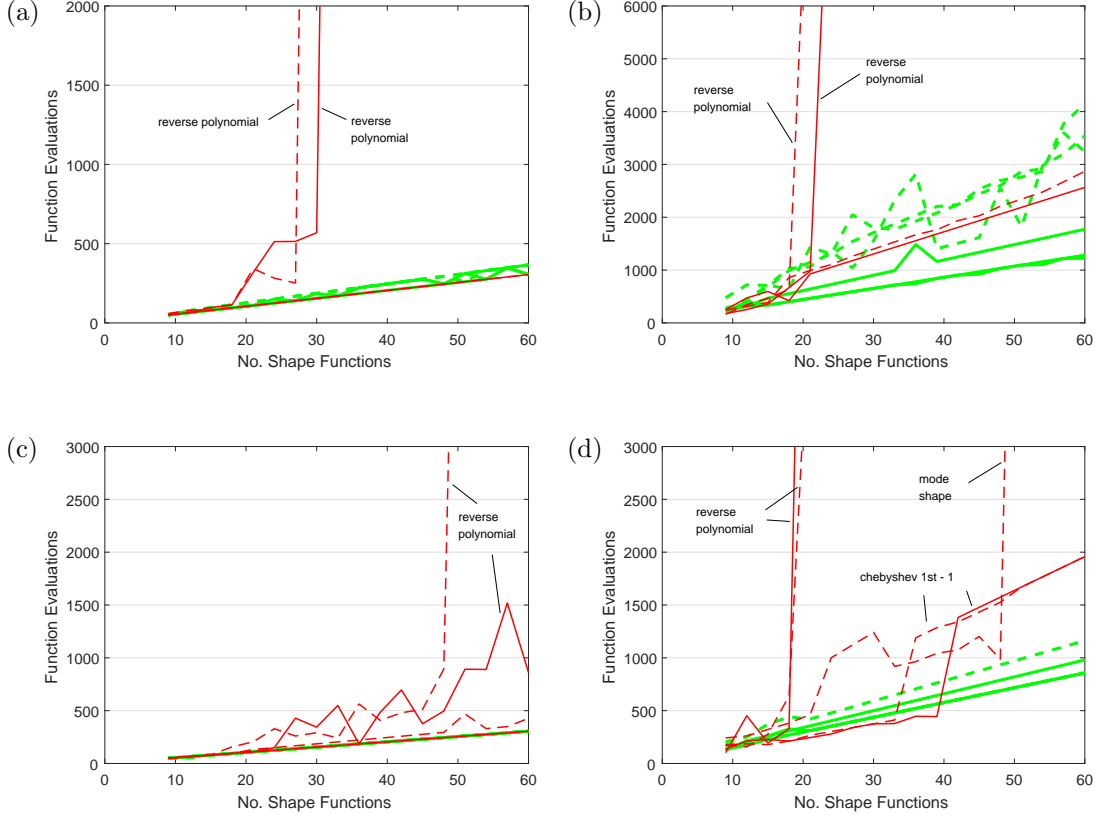 (a)
2000
1500
1000
500
0
Function Evaluations
reverse polynomial
reverse
polynomial
0 10 20 30 40 50 60
No. Shape Functions
(b)
6000
5000
4000
3000
2000
1000
0
Function Evaluations
reverse
polynomial
reverse
polynomial
0 10 20 30 40 50 60
No. Shape Functions
(c)
3000
2500
2000
1500
1000
500
0
Function Evaluations
reverse
polynomial
0 10 20 30 40 50 60
No. Shape Functions
(d)
3000
2500
2000
1500
1000
500
0
Function Evaluations
reverse
polynomial
mode
shape
chebyshev 1st - 1
0 10 20 30 40 50 60
No. Shape Functions